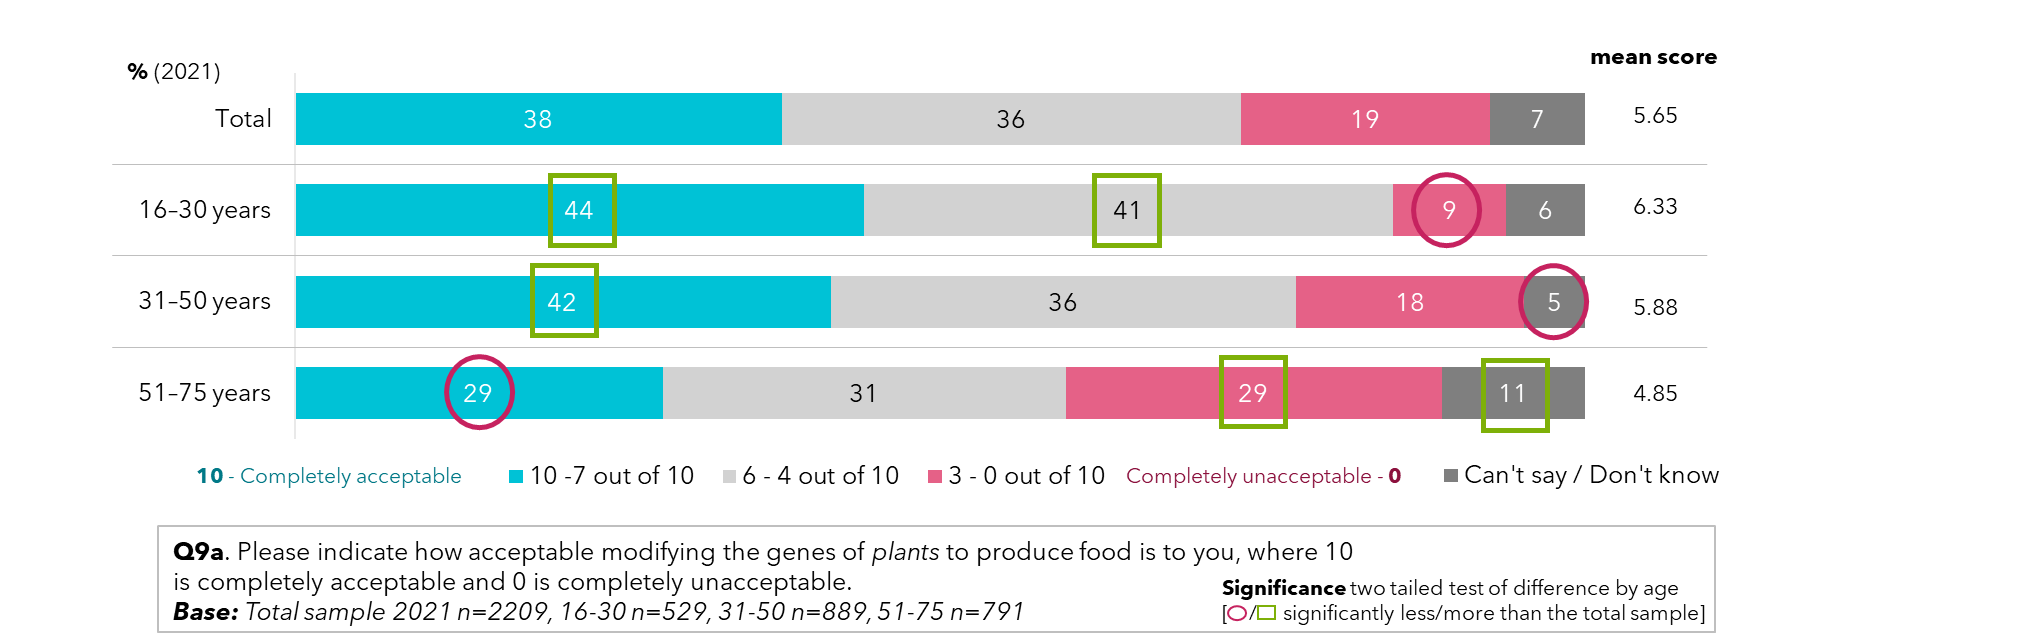 mean score
% (2021)
Total 38 36 19 7 5.65
16–30 years 44 41 9 6 6.33
31–50 years 42 36 18 5 5.88
51–75 years 29 31 29 11 4.85
10 - Completely acceptable 10 -7 out of 10 6 - 4 out of 10 3 - 0 out of 10 Completely unacceptable - 0 Can't say / Don't know
Q9a. Please indicate how acceptable modifying the genes of plants to produce food is to you, where 10
is completely acceptable and 0 is completely unacceptable.
Base: Total sample 2021 n=2209, 16-30 n=529, 31-50 n=889, 51-75 n=791
Significance two tailed test of difference by age
[○/□ significantly less/more than the total sample]